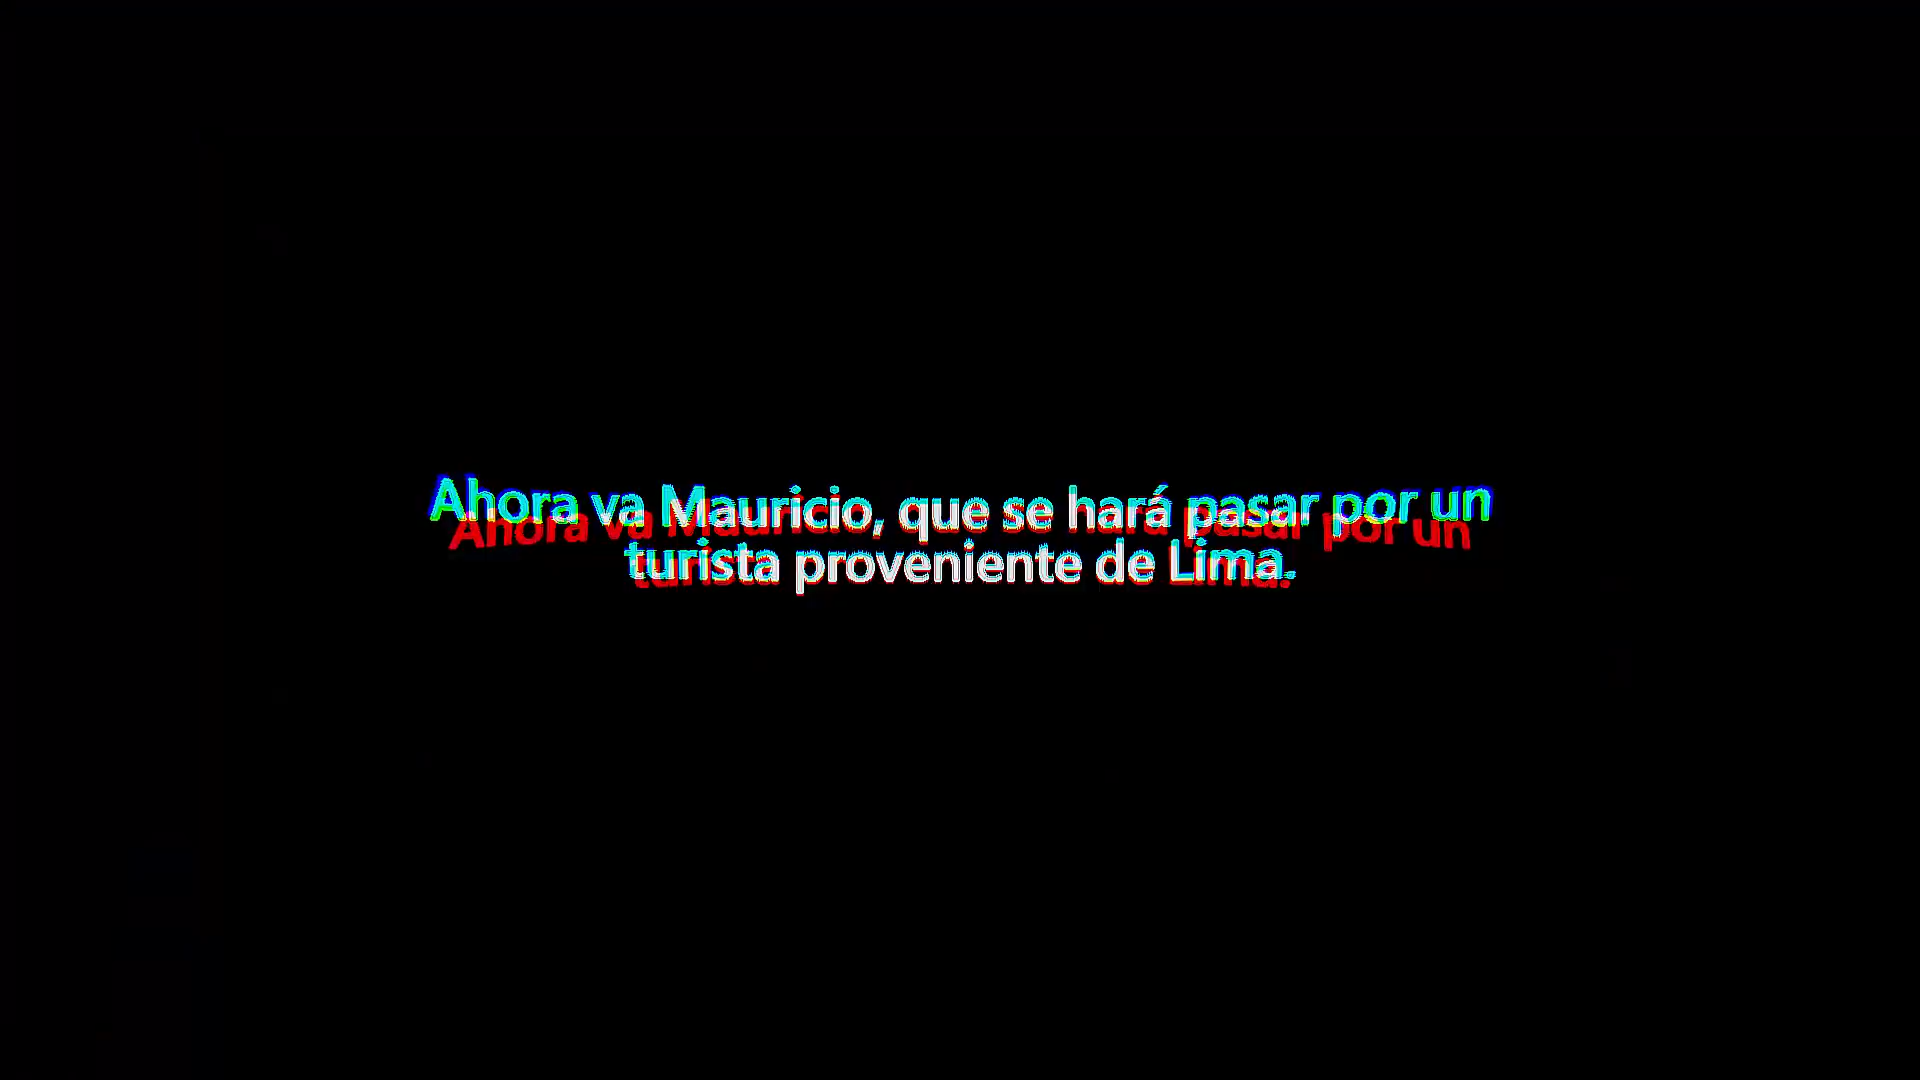 Ahora va Mauricio, que se hará pasar por un
turista proveniente de Lima.